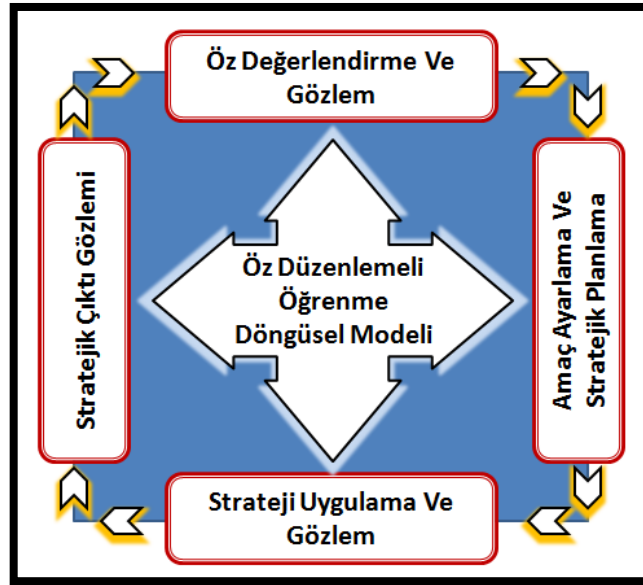 Öz Değerlendirme Ve
Gözlem
Amaç Ayarlama Ve
Stratejik Planlama
Strateji Uygulama Ve
Gözlem
Stratejik Çıktı Gözlemi
Öz Düzenlemeli
Öğrenme
Döngüsel Modeli